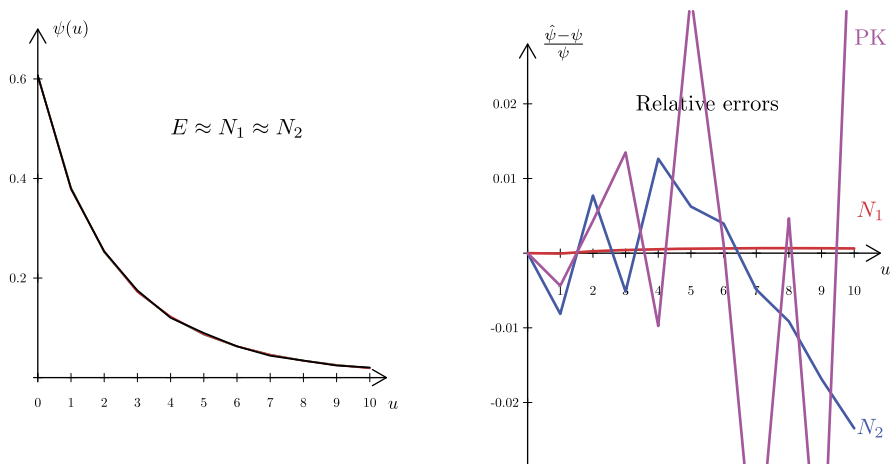 ψ(u)
0.6
E ≈ N₁ ≈ N₂
0.4
0.2
0 1 2 3 4 5 6 7 8 9 10 u
(ψ̂−ψ)/ψ
PK
0.02
Relative errors
0.01
N₁
u
1 2 3 4 5 6 7 8 9 10
-0.01
-0.02
N₂